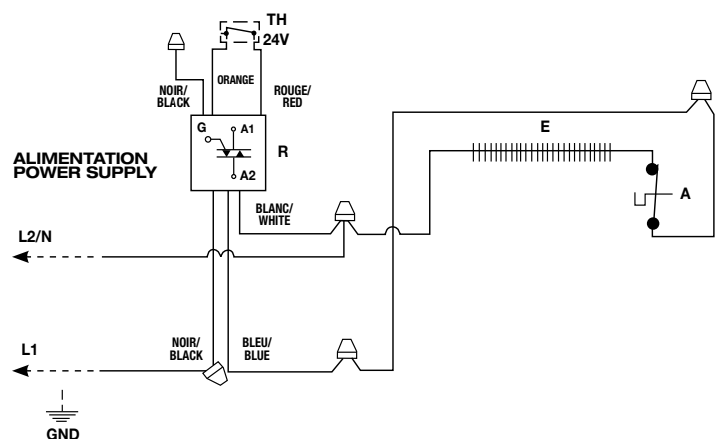 TH
24V
NOIR/
BLACK
ORANGE
ROUGE/
RED
G
A1
A2
R
ALIMENTATION
POWER SUPPLY
BLANC/
WHITE
E
A
L2/N
NOIR/
BLACK
BLEU/
BLUE
L1
GND